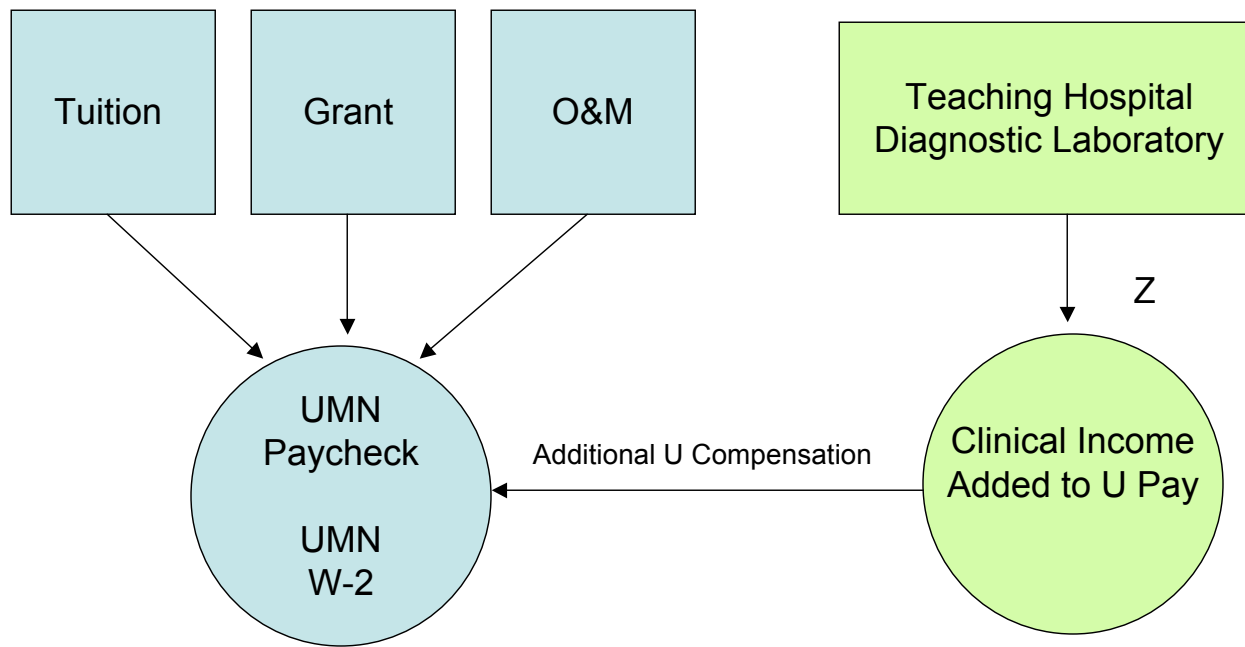 Tuition
Grant
O&M
Teaching Hospital
Diagnostic Laboratory
Z
UMN
Paycheck
UMN
W-2
Additional U Compensation
Clinical Income
Added to U Pay